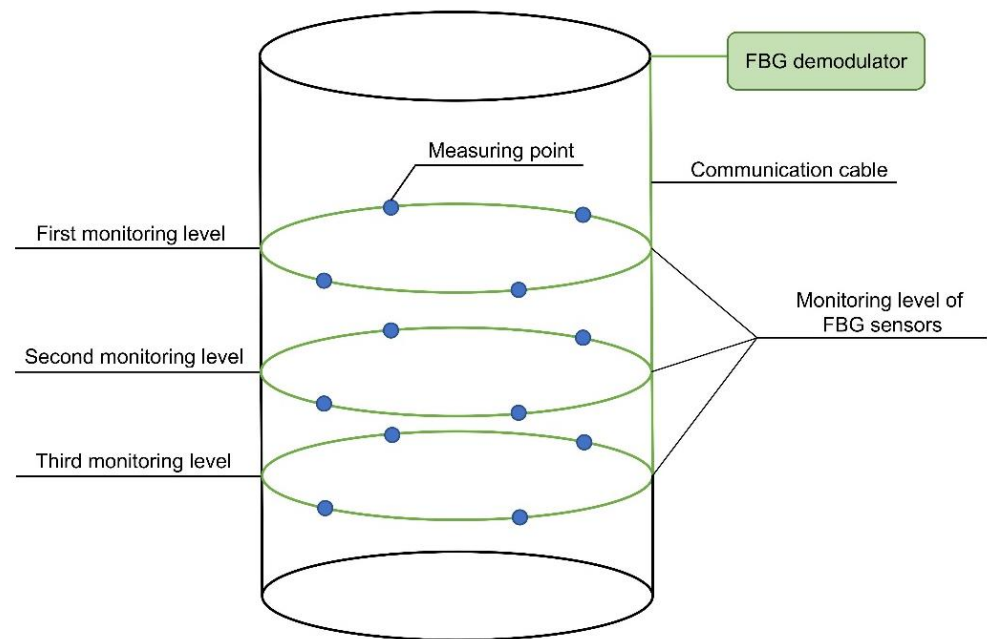 FBG demodulator
Measuring point
Communication cable
First monitoring level
Monitoring level of
FBG sensors
Second monitoring level
Third monitoring level